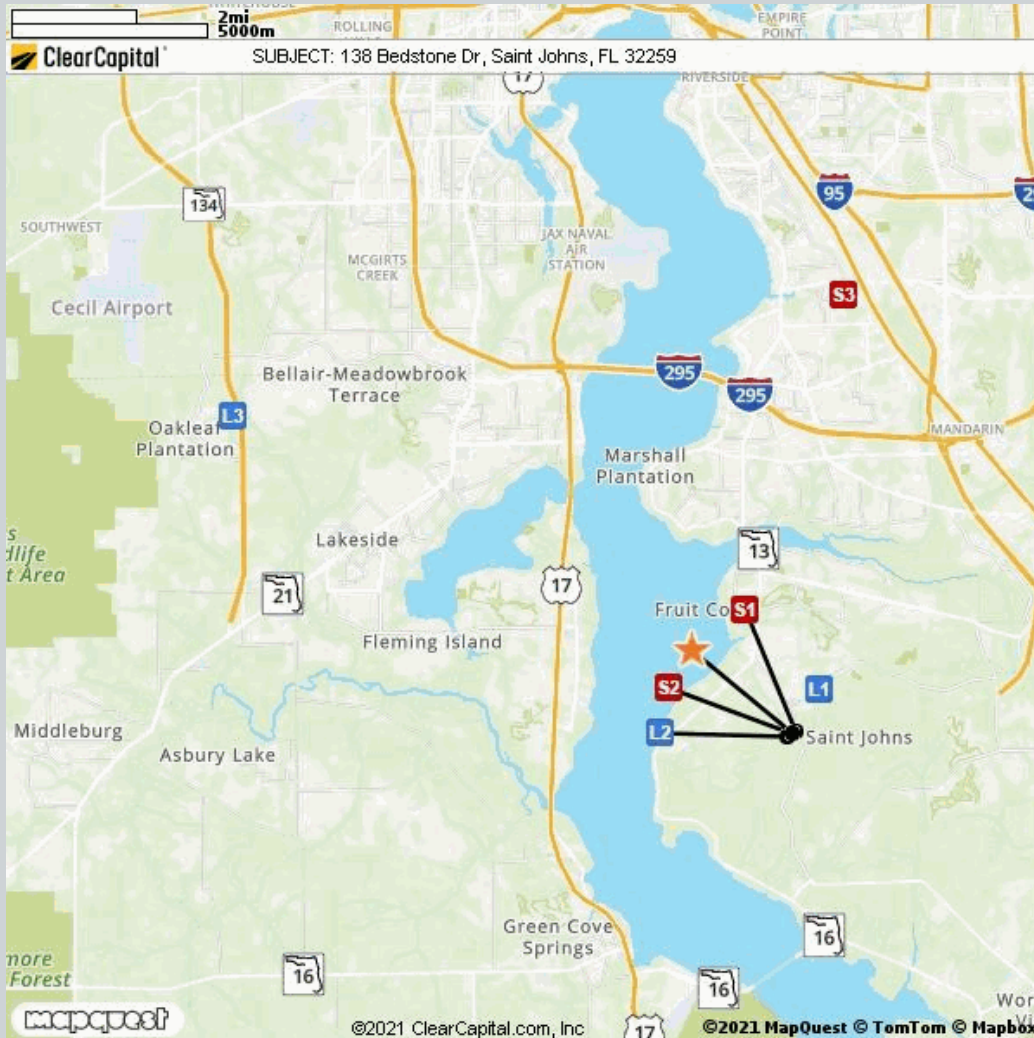 2mi
5000m
ROLLING
EMPIRE
POINT
ClearCapital
SUBJECT: 138 Bedstone Dr, Saint Johns, FL 32259
17
RIVERSIDE
134
95
SOUTHWEST
JAX NAVAL
AIR
STATION
MCGIRTS
CREEK
S3
Cecil Airport
Bellair-Meadowbrook
Terrace
295
295
L3
Oakleaf
Plantation
MANDARIN
Marshall
Plantation
Lakeside
13
21
17
Fruit Co
S1
Fleming Island
S2
L1
Middleburg
L2
Saint Johns
Asbury Lake
Green Cove
Springs
16
16
16
more
Forest
mapquest
©2021 ClearCapital.com, Inc
17
©2021 MapQuest © TomTom © Mapbox